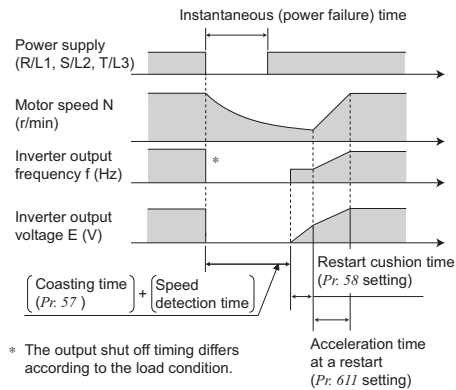 Instantaneous (power failure) time
Power supply
(R/L1, S/L2, T/L3)
Motor speed N
(r/min)
Inverter output
frequency f (Hz)
*
Inverter output
voltage E (V)
Coasting time
(Pr. 57 )
+
Speed
detection time
Restart cushion time
(Pr. 58 setting)
* The output shut off timing differs
according to the load condition.
Acceleration time
at a restart
(Pr. 611 setting)